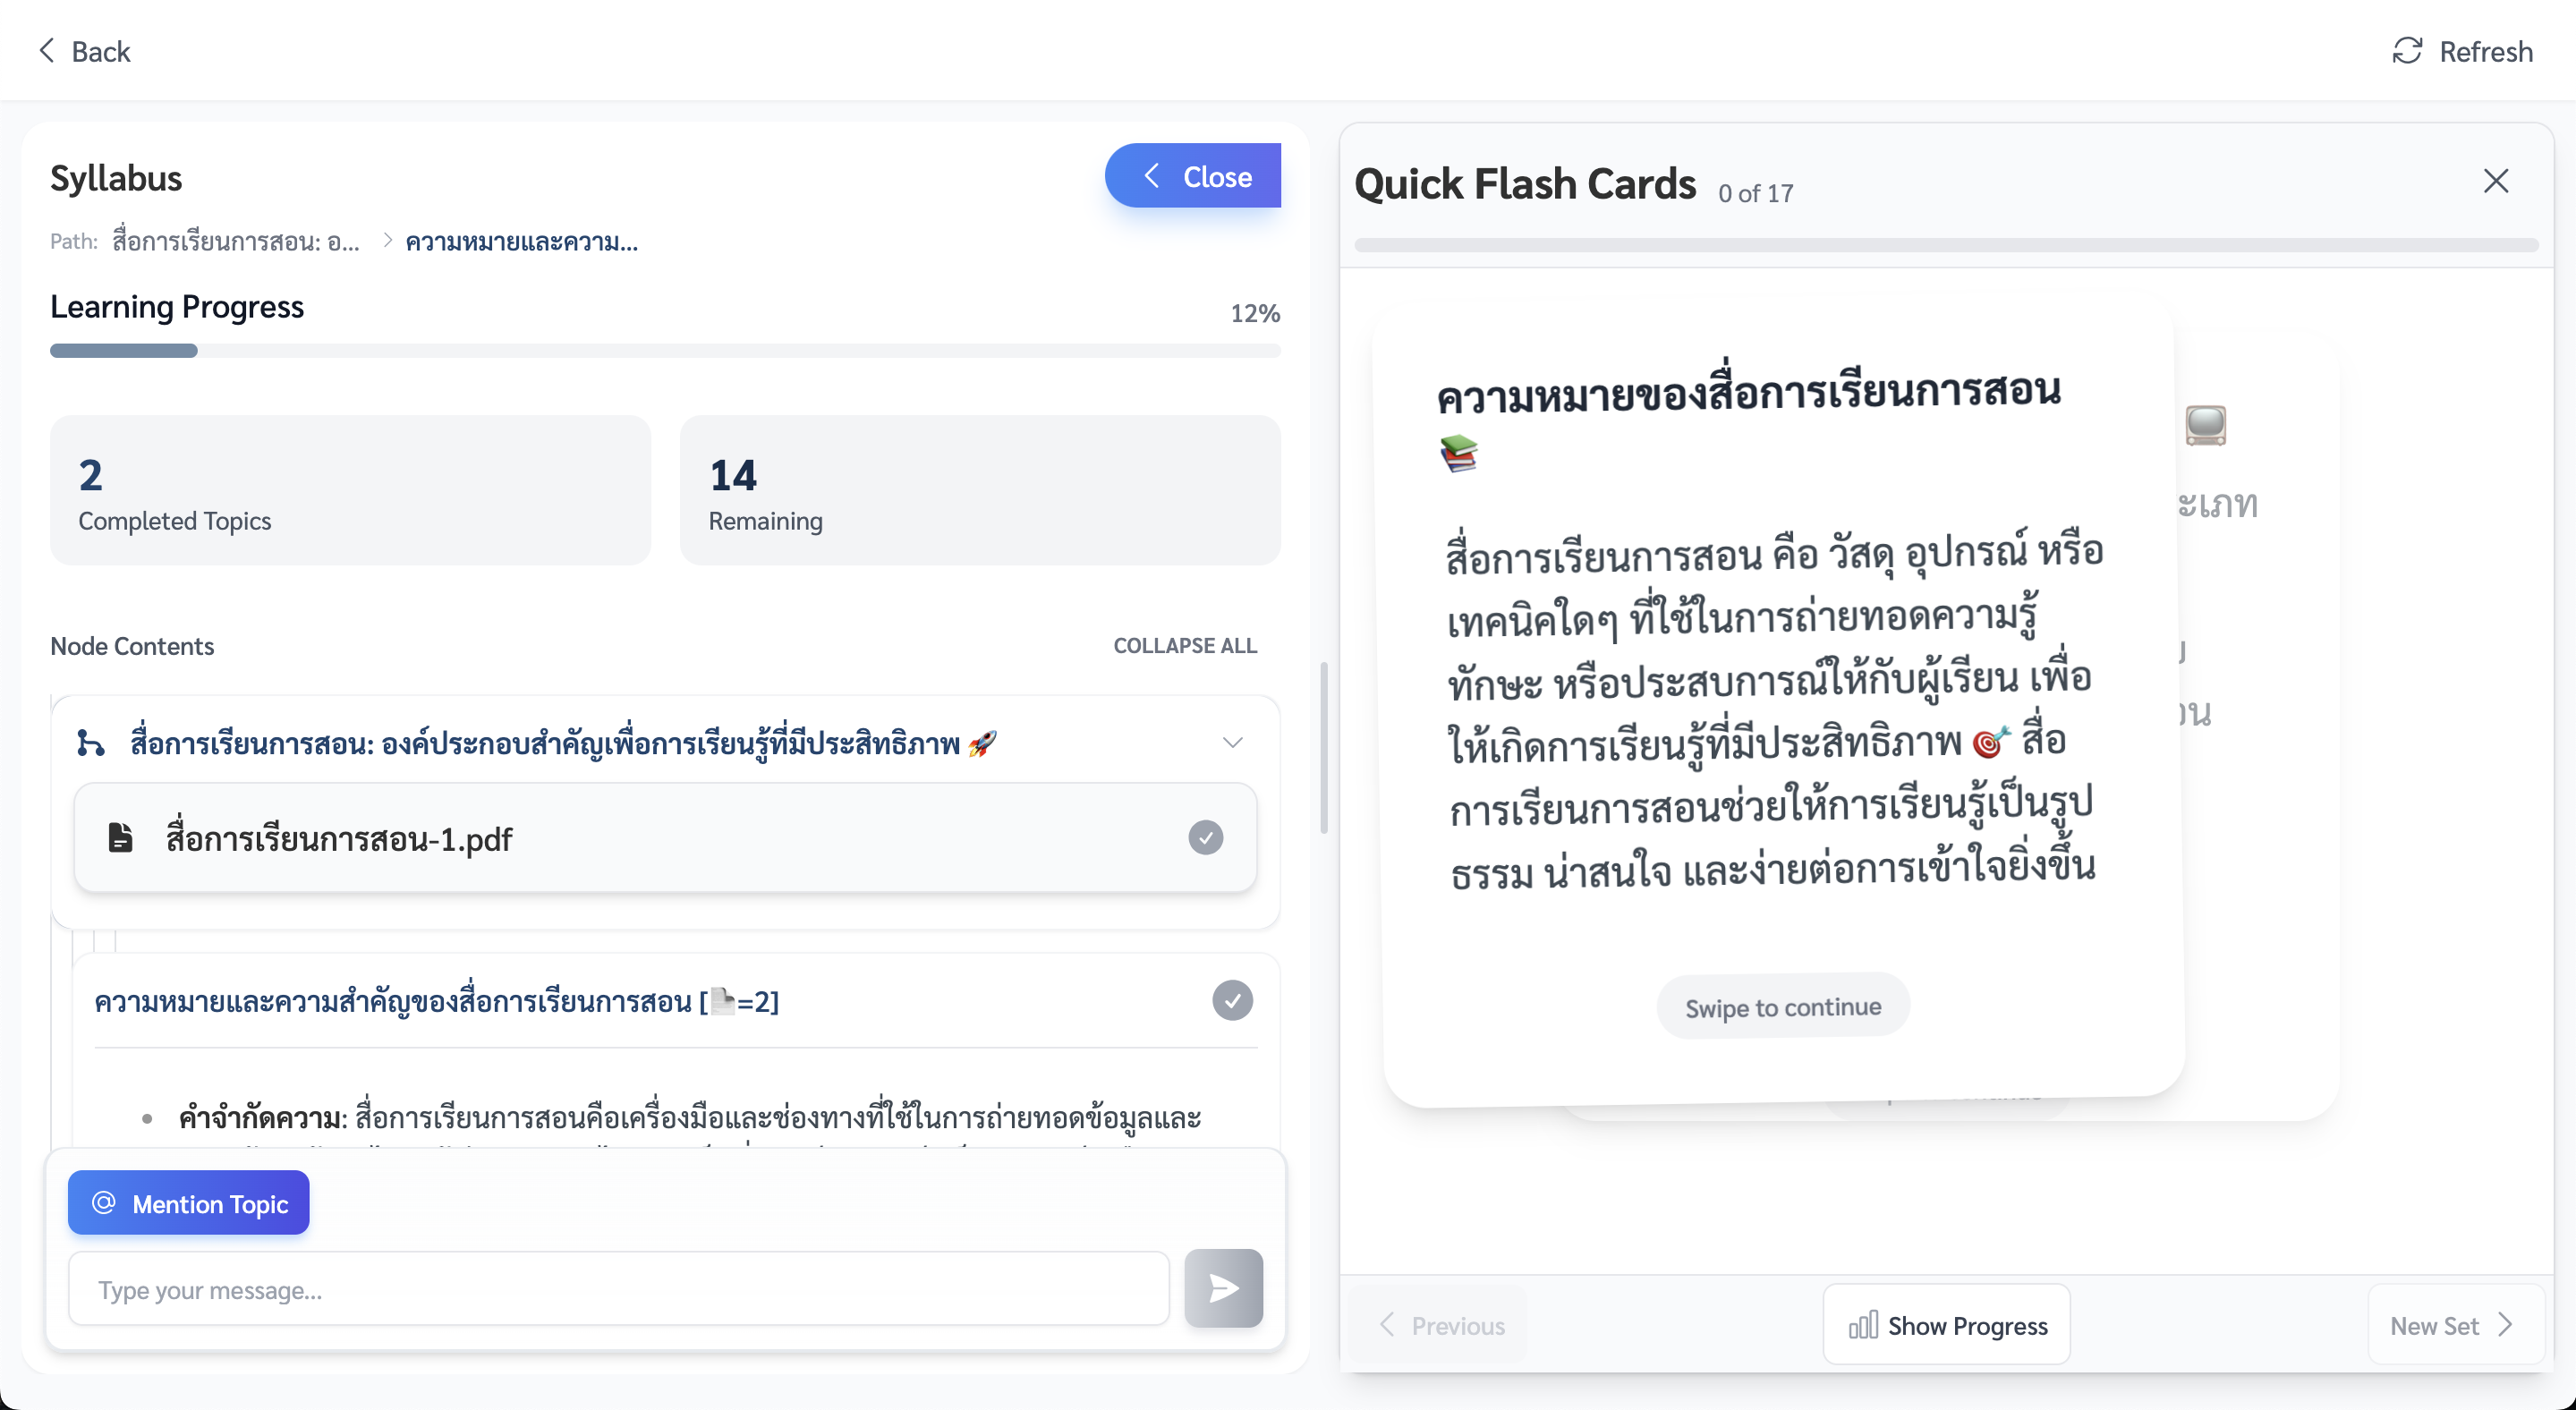 Back
Refresh
Syllabus
Close
Path: สื่อการเรียนการสอน: อ... > ความหมายและความ...
Learning Progress
12%
2
Completed Topics
14
Remaining
Node Contents
COLLAPSE ALL
สื่อการเรียนการสอน: องค์ประกอบสำคัญเพื่อการเรียนรู้ที่มีประสิทธิภาพ 🚀
สื่อการเรียนการสอน-1.pdf
ความหมายและความสำคัญของสื่อการเรียนการสอน [📄=2]
• คำจำกัดความ: สื่อการเรียนการสอนคือเครื่องมือและช่องทางที่ใช้ในการถ่ายทอดข้อมูลและ
@ Mention Topic
Type your message...
Quick Flash Cards 0 of 17
ความหมายของสื่อการเรียนการสอน
📚
สื่อการเรียนการสอน คือ วัสดุ อุปกรณ์ หรือ
เทคนิคใดๆ ที่ใช้ในการถ่ายทอดความรู้
ทักษะ หรือประสบการณ์ให้กับผู้เรียน เพื่อ
ให้เกิดการเรียนรู้ที่มีประสิทธิภาพ 🎯 สื่อ
การเรียนการสอนช่วยให้การเรียนรู้เป็นรูป
ธรรม น่าสนใจ และง่ายต่อการเข้าใจยิ่งขึ้น
Swipe to continue
📺
ะเภท
Previous
Show Progress
New Set